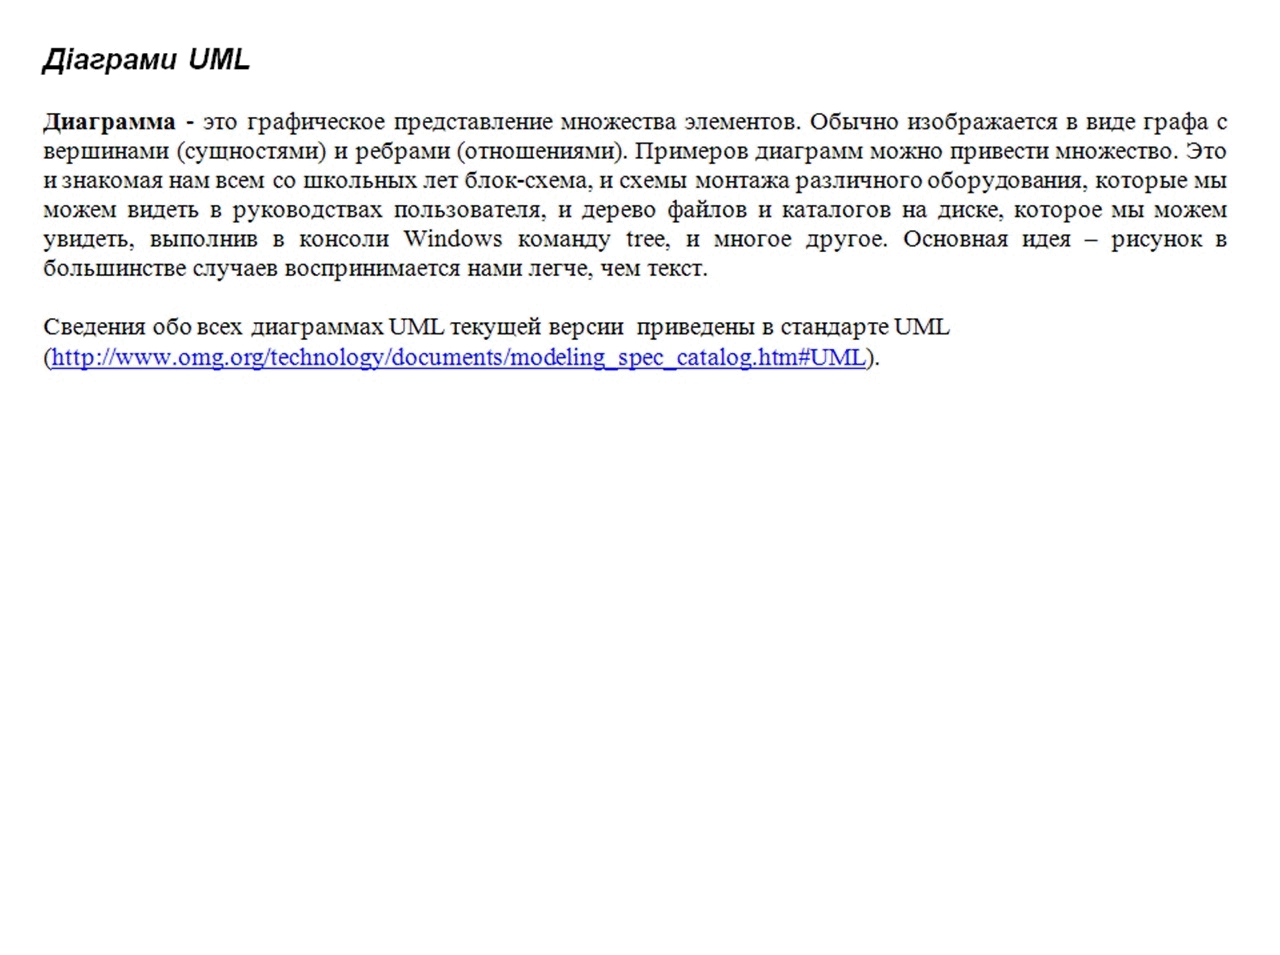 Діаграми UML
Диаграмма - это графическое представление множества элементов. Обычно изображается в виде графа с
вершинами (сущностями) и ребрами (отношениями). Примеров диаграмм можно привести множество. Это
и знакомая нам всем со школьных лет блок-схема, и схемы монтажа различного оборудования, которые мы
можем видеть в руководствах пользователя, и дерево файлов и каталогов на диске, которое мы можем
увидеть, выполнив в консоли Windows команду tree, и многое другое. Основная идея – рисунок в
большинстве случаев воспринимается нами легче, чем текст.
Сведения обо всех диаграммах UML текущей версии приведены в стандарте UML
(http://www.omg.org/technology/documents/modeling_spec_catalog.htm#UML).